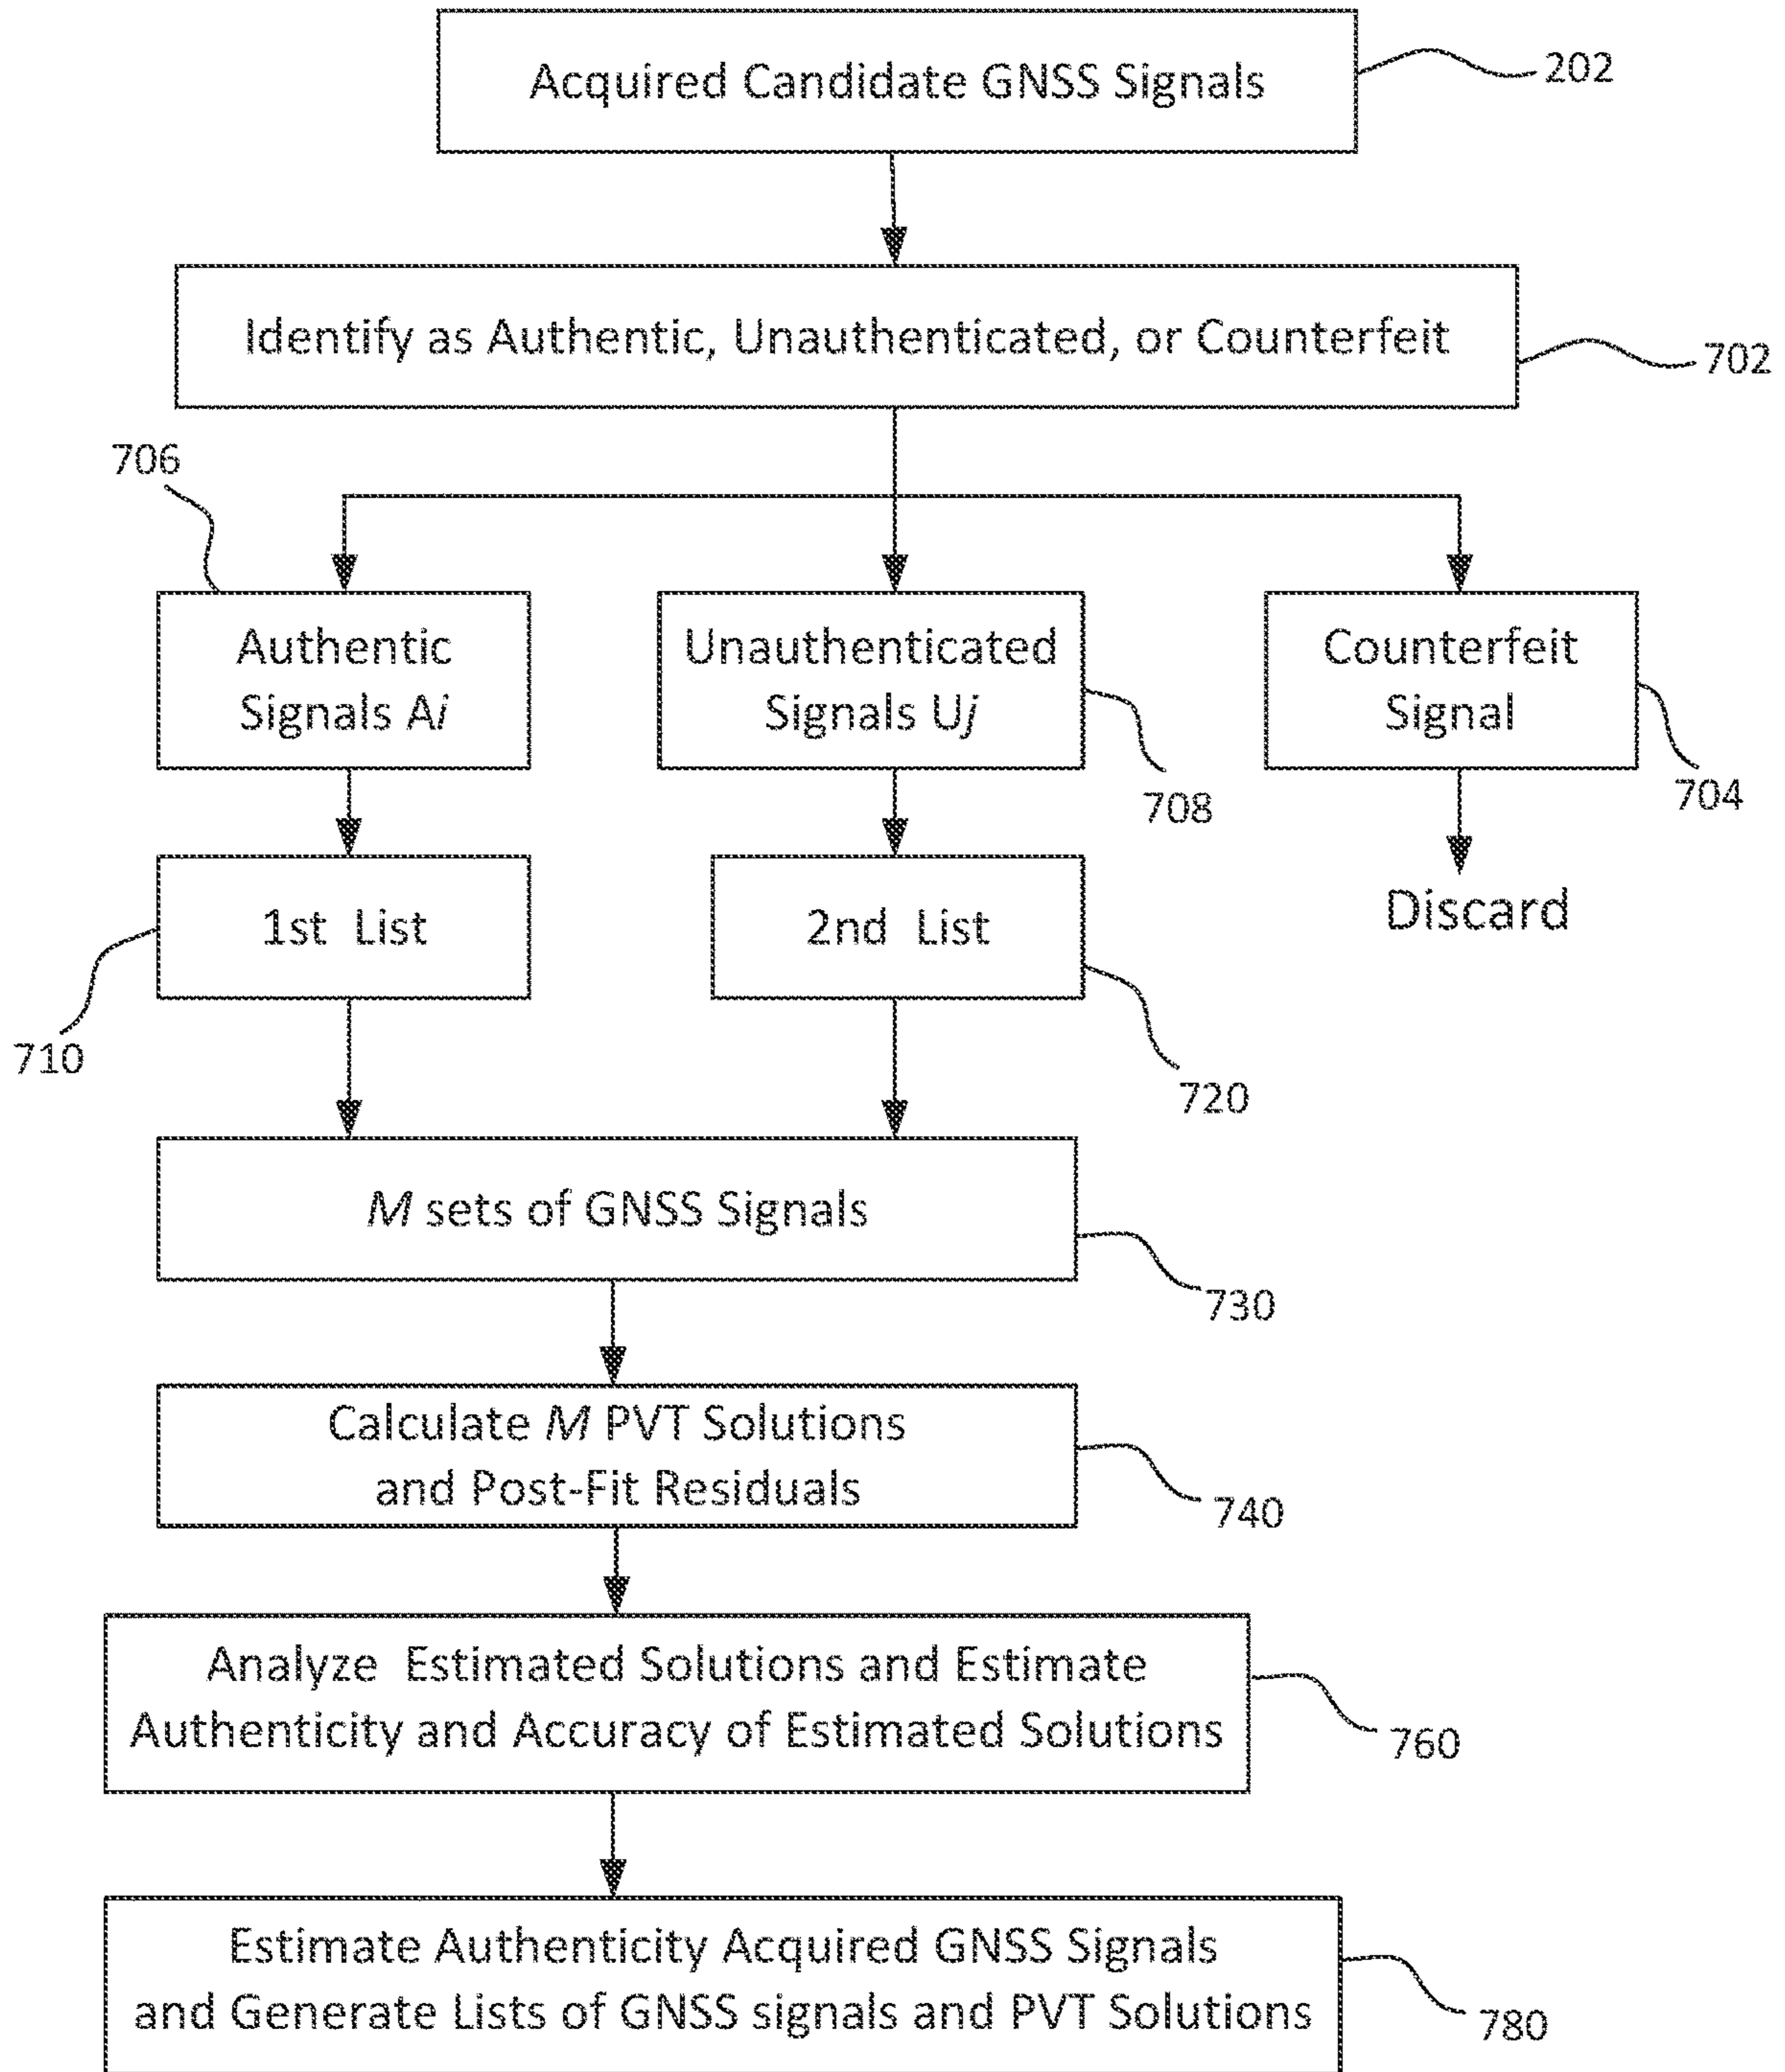 Acquired Candidate GNSS Signals
202
Identify as Authentic, Unauthenticated, or Counterfeit
702
706
Authentic
Signals Ai
Unauthenticated
Signals Uj
708
Counterfeit
Signal
704
1st List
710
2nd List
720
Discard
M sets of GNSS Signals
730
Calculate M PVT Solutions
and Post-Fit Residuals
740
Analyze Estimated Solutions and Estimate
Authenticity and Accuracy of Estimated Solutions
760
Estimate Authenticity Acquired GNSS Signals
and Generate Lists of GNSS signals and PVT Solutions
780